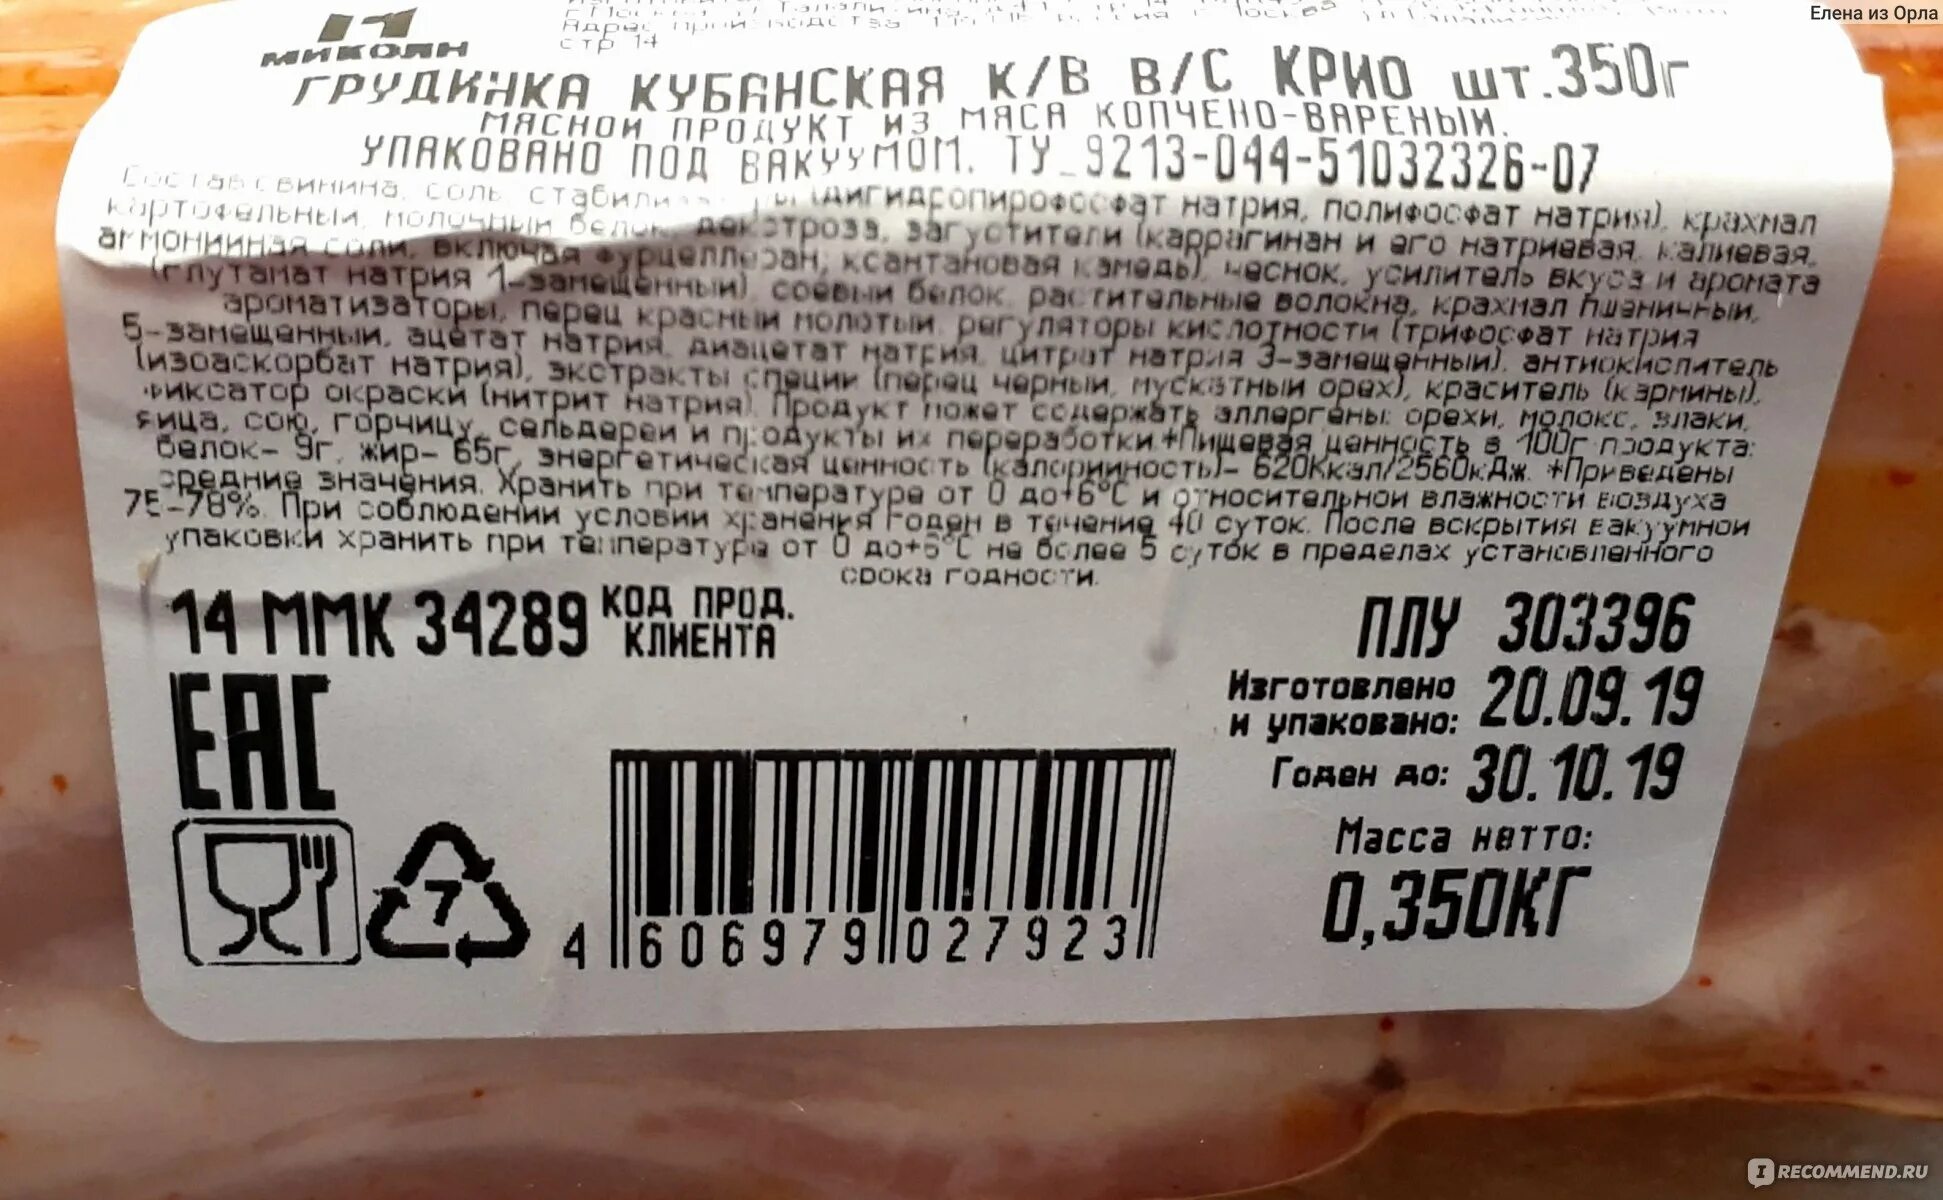 Елена из Орла
МИКОЯН
стр 14
ГРУДИНКА КУБАНСКАЯ К/В В/С КРИО шт.350г
МЯСНОЙ ПРОДУКТ ИЗ МЯСА КОПЧЕНО-ВАРЕНЫЙ.
УПАКОВАНО ПОД ВАКУУМОМ. ТУ 9213-044-51032326-07
Состав: свинина, соль, (дигидропирофосфат натрия, полифосфат натрия), крахмал
картофельный, молочный белок, декстроза, загустители (каррагинан и его натриевая, калиевая,
аммонийная соли, включая фурцеллеран, ксантановая камедь), чеснок, усилитель вкуса и аромата
(глутамат натрия 1-замещенный), соевый белок, растительные волокна, крахмал пшеничный,
ароматизаторы, перец красный молотый, регуляторы кислотности (трифосфат натрия
5-замещенный, ацетат натрия, диацетат натрия, цитрат натрия 3-замещенный), антиокислитель
(изоаскорбат натрия), экстракты специй (перец черный, мускатный орех), краситель (кармины),
фиксатор окраски (нитрит натрия). Продукт может содержать аллергены: орехи, молоко, злаки,
яйца, сою, горчицу, сельдерей и продукты их переработки.+Пищевая ценность в 100г продукта:
белок- 9г, жир- 65г, энергетическая ценность (калорийность)- 620Ккал/2560кДж. +Приведены
средние значения. Хранить при температуре от 0 до+6°С и относительной влажности воздуха
75-78%. При соблюдении условий хранения годен в течение 40 суток. После вскрытия вакуумной
упаковки хранить при температуре от 0 до+6°С не более 5 суток в пределах установленного
срока годности.
14 ММК 34289 КОД ПРОД.
КЛИЕНТА
ПЛУ 303396
EAC
Изготовлено
и упаковано: 20.09.19
Годен до: 30.10.19
Масса нетто:
0,350КГ
7
4 606979 027923
IRECOMMEND.RU